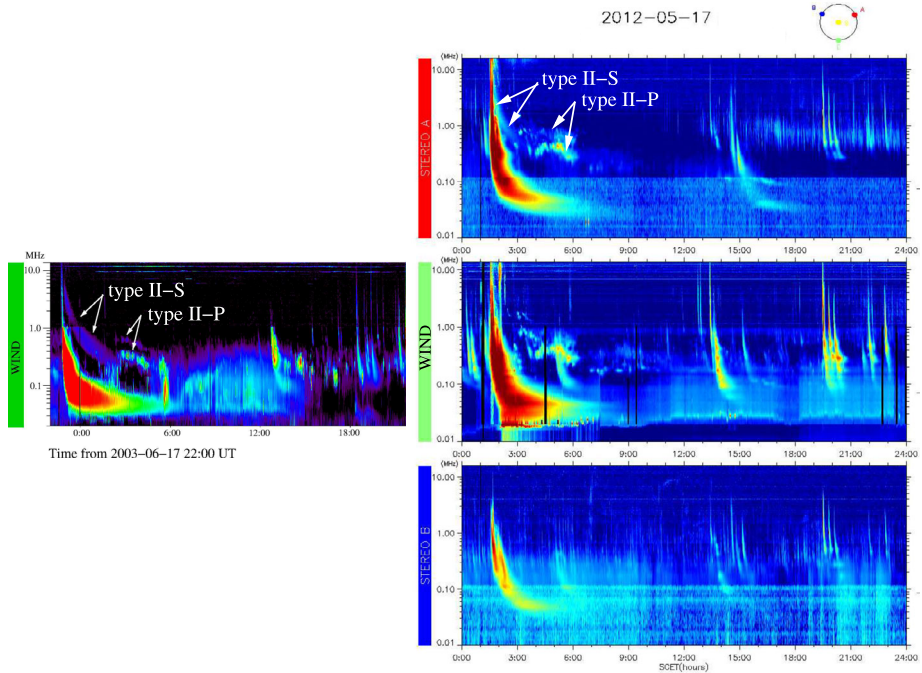 2012-05-17
B
A
(MHz)
10.00
1.00
0.10
0.01
STEREO A
type II-S
type II-P
0:00 3:00 6:00 9:00 12:00 15:00 18:00 21:00 24:00
MHz
10.0
1.0
0.1
WIND
type II-S
type II-P
0:00 6:00 12:00 18:00
Time from 2003-06-17 22:00 UT
(MHz)
10.00
1.00
0.10
0.01
WIND
0:00 3:00 6:00 9:00 12:00 15:00 18:00 21:00 24:00
(MHz)
10.00
1.00
0.10
0.01
STEREO B
0:00 3:00 6:00 9:00 12:00 15:00 18:00 21:00 24:00
SCET(hours)